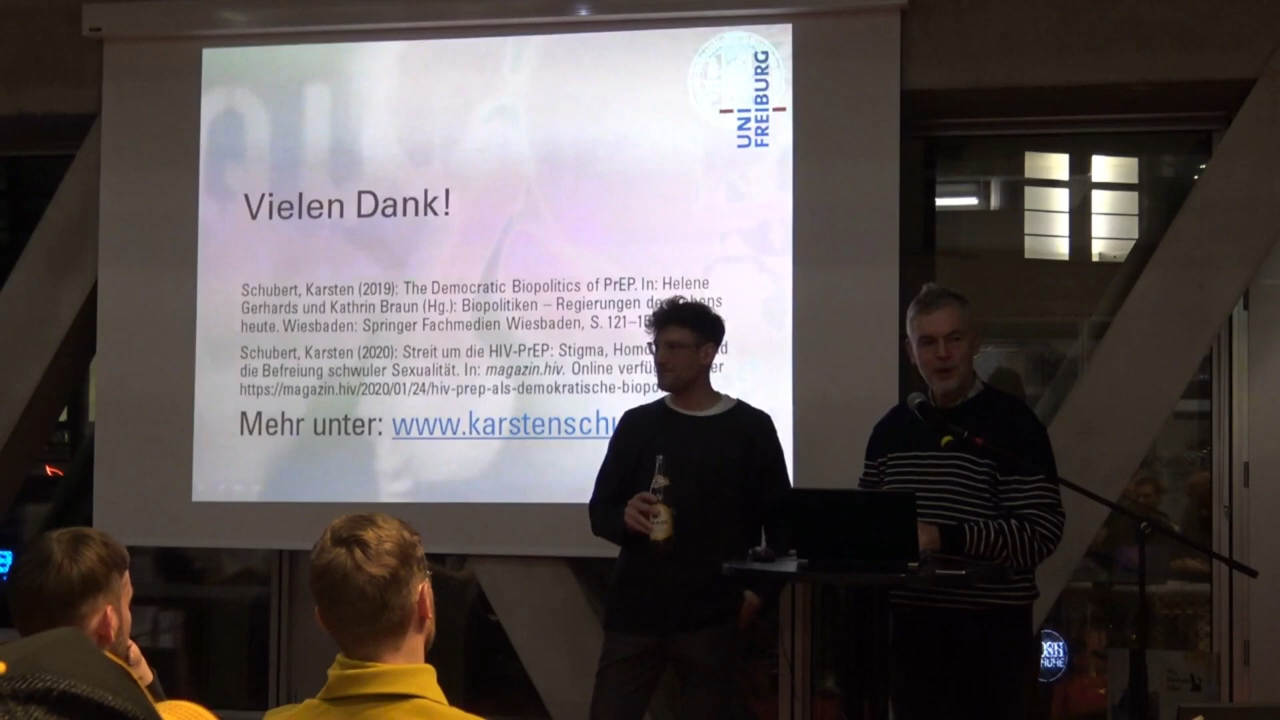 UNI
FREIBURG
Vielen Dank!
Schubert, Karsten (2019): The Democratic Biopolitics of PrEP. In: Helene
Gerhards und Kathrin Braun (Hg.): Biopolitiken – Regierungen des Lebens
heute. Wiesbaden: Springer Fachmedien Wiesbaden, S. 121–1
Schubert, Karsten (2020): Streit um die HIV-PrEP: Stigma, Homo
die Befreiung schwuler Sexualität. In: magazin.hiv. Online verfü
https://magazin.hiv/2020/01/24/hiv-prep-als-demokratische-biopo
Mehr unter: www.karstenschu